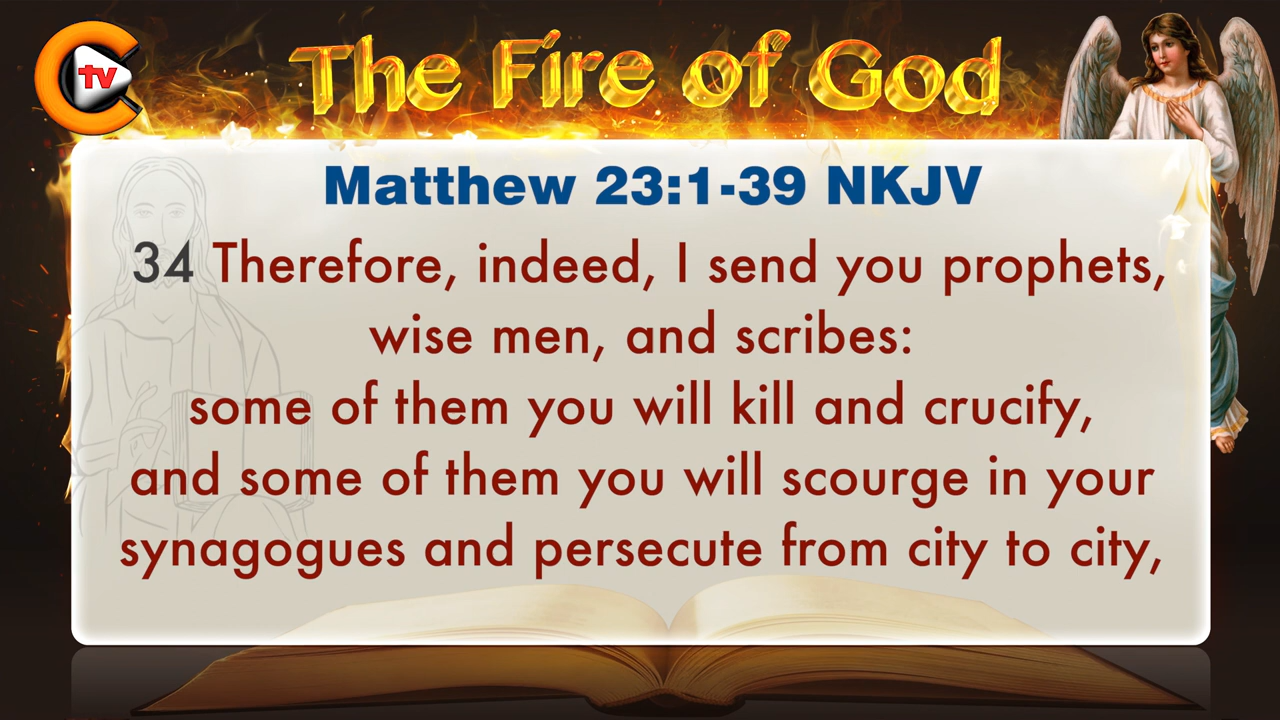 tv
The Fire of God
Matthew 23:1-39 NKJV
34 Therefore, indeed, I send you prophets,
wise men, and scribes:
some of them you will kill and crucify,
and some of them you will scourge in your
synagogues and persecute from city to city,